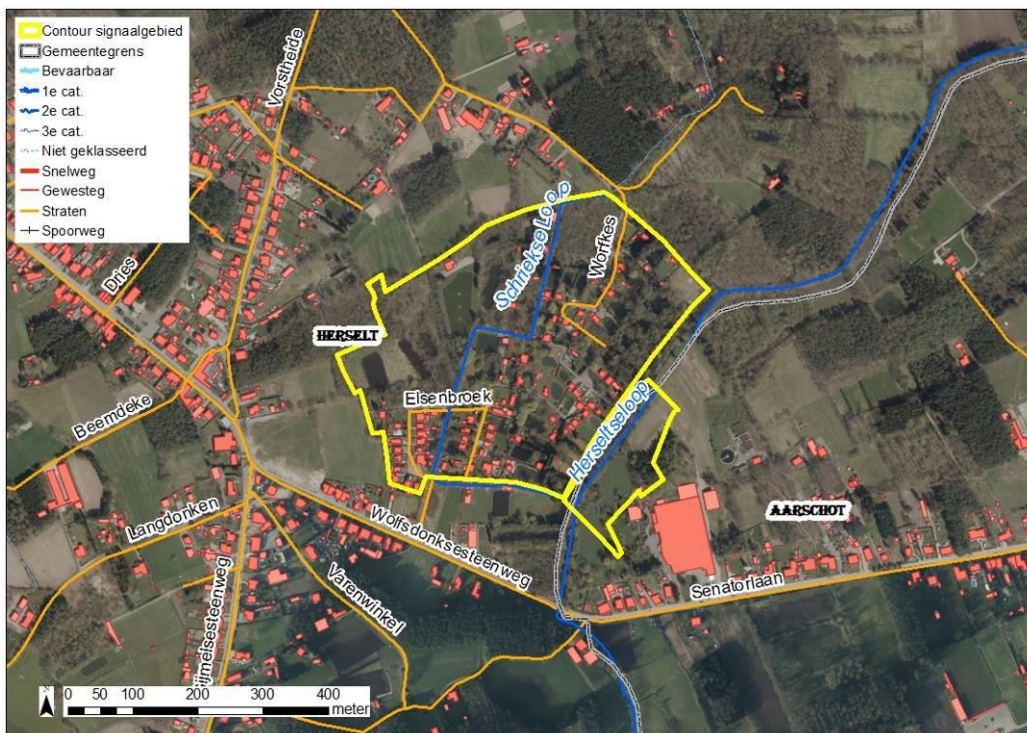 Contour signaalgebied
Gemeentegrens
Bevaarbaar
1e cat.
2e cat.
3e cat.
Niet geklasseerd
Snelweg
Gewesteg
Straten
Spoorweg
Vorstheide
Dries
Schriekse Loop
Worfkes
HERSELT
Elsenbroek
Beemdeke
Herseltseloop
AARSCHOT
Langdonken
Wolfsdonksesteenweg
Varenwinkel
Senatorlaan
ijmelsesteenweg
0 50 100 200 300 400
meter